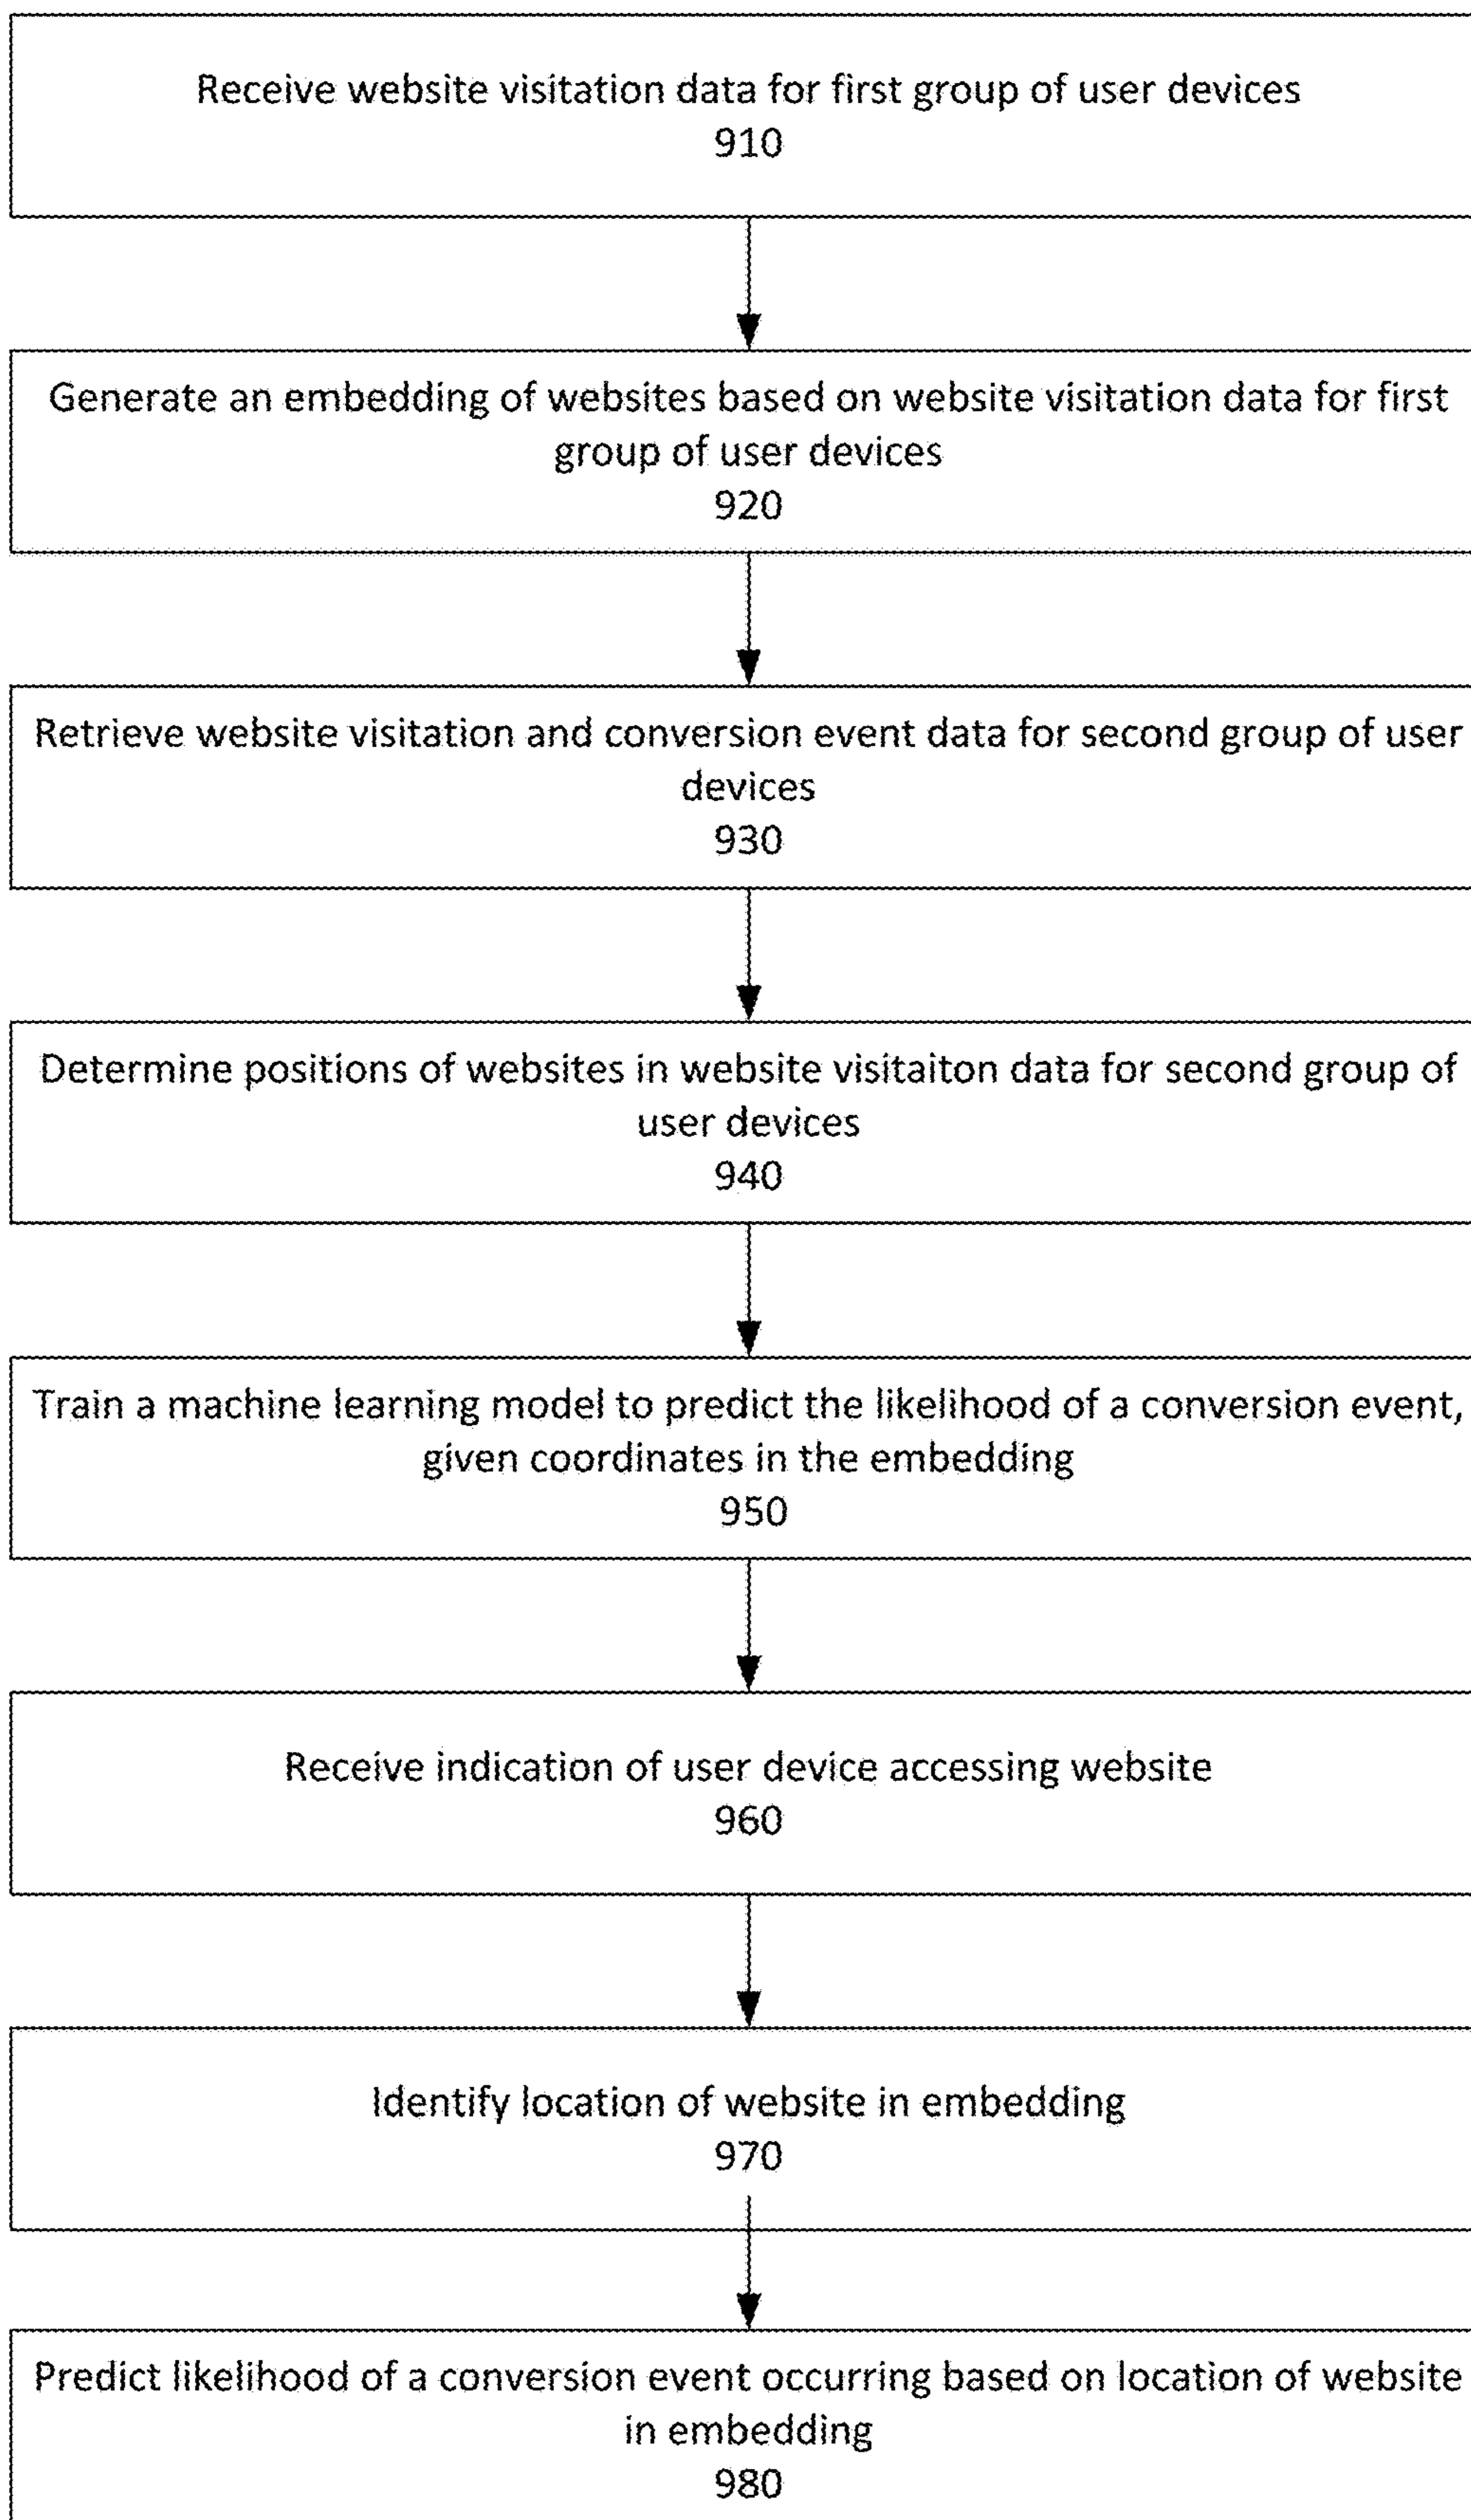 Receive website visitation data for first group of user devices
910
Generate an embedding of websites based on website visitation data for first
group of user devices
920
Retrieve website visitation and conversion event data for second group of user
devices
930
Determine positions of websites in website visitaiton data for second group of
user devices
940
Train a machine learning model to predict the likelihood of a conversion event,
given coordinates in the embedding
950
Receive indication of user device accessing website
960
Identify location of website in embedding
970
Predict likelihood of a conversion event occurring based on location of website
in embedding
980